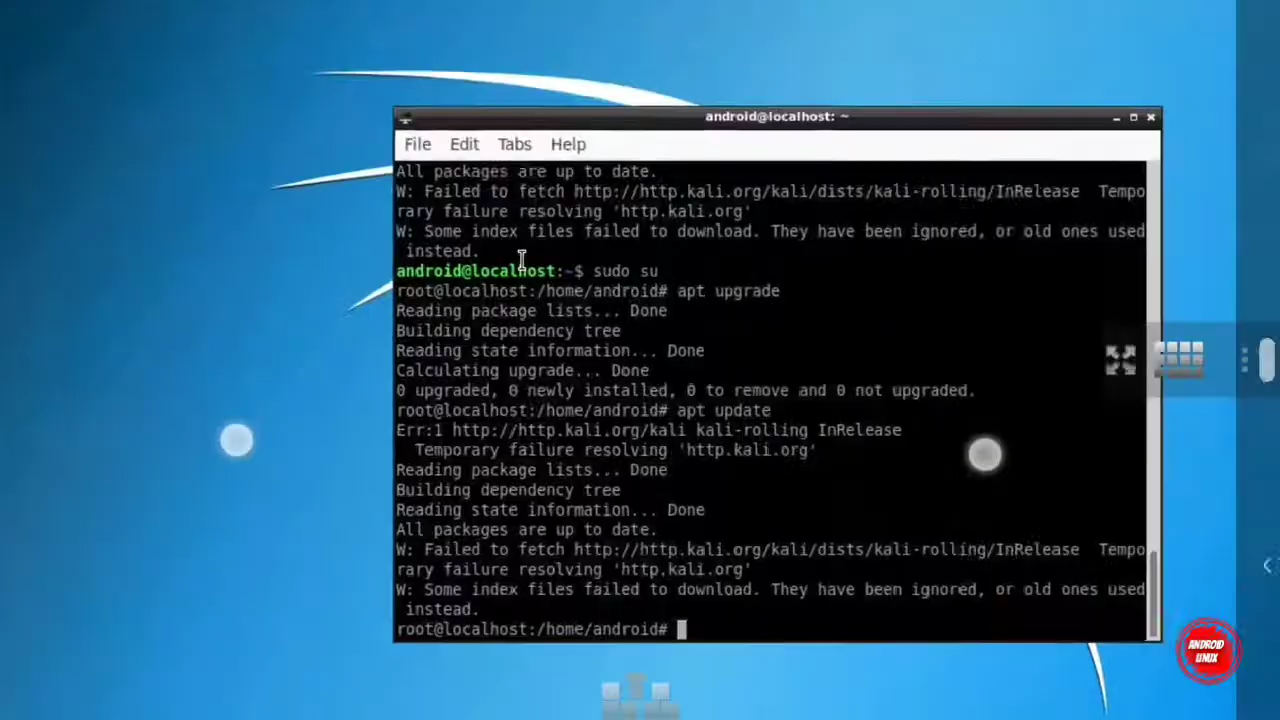 android@localhost: ~
File Edit Tabs Help
All packages are up to date.
W: Failed to fetch http://http.kali.org/kali/dists/kali-rolling/InRelease  Tempo
rary failure resolving 'http.kali.org'
W: Some index files failed to download. They have been ignored, or old ones used
 instead.
android@localhost:~$ sudo su
root@localhost:/home/android# apt upgrade
Reading package lists... Done
Building dependency tree
Reading state information... Done
Calculating upgrade... Done
0 upgraded, 0 newly installed, 0 to remove and 0 not upgraded.
root@localhost:/home/android# apt update
Err:1 http://http.kali.org/kali kali-rolling InRelease
  Temporary failure resolving 'http.kali.org'
Reading package lists... Done
Building dependency tree
Reading state information... Done
All packages are up to date.
W: Failed to fetch http://http.kali.org/kali/dists/kali-rolling/InRelease  Tempo
rary failure resolving 'http.kali.org'
W: Some index files failed to download. They have been ignored, or old ones used
 instead.
root@localhost:/home/android#
ANDROID
LINUX